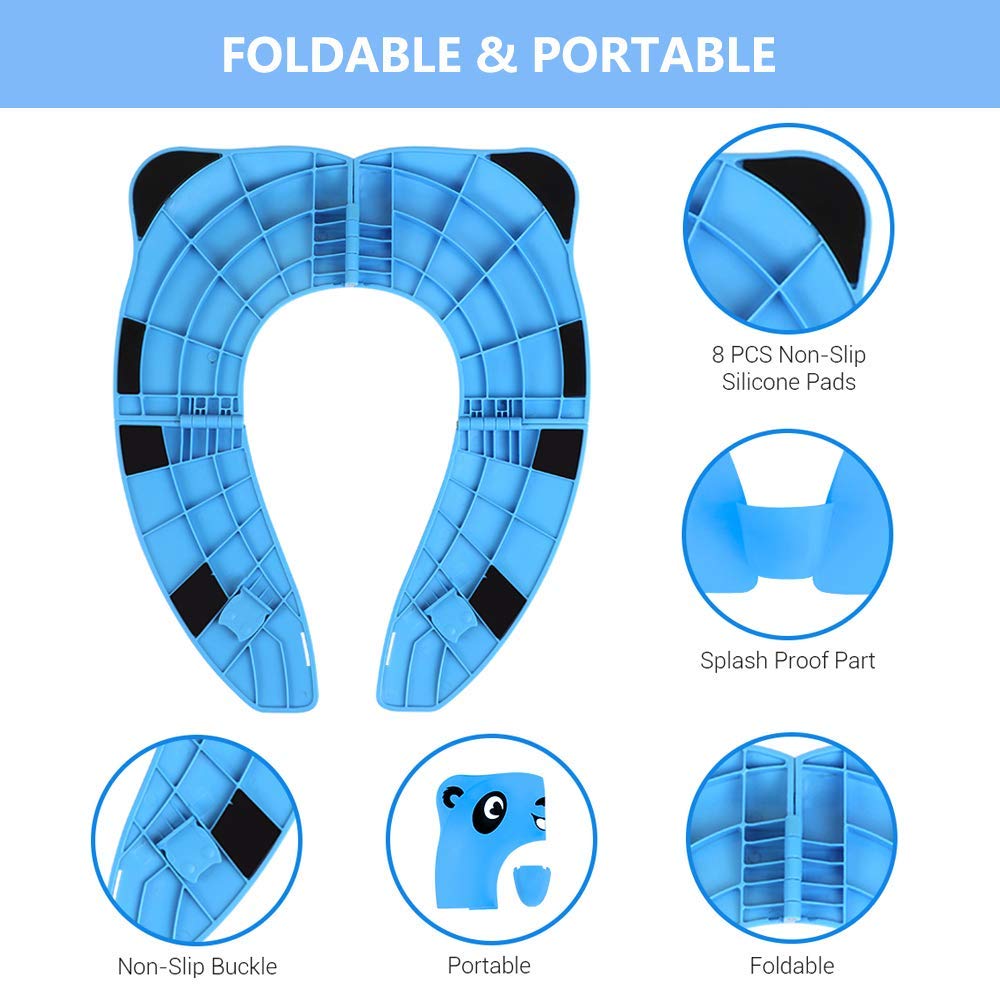 FOLDABLE & PORTABLE
8 PCS Non-Slip
Silicone Pads
Splash Proof Part
Non-Slip Buckle
Portable
Foldable